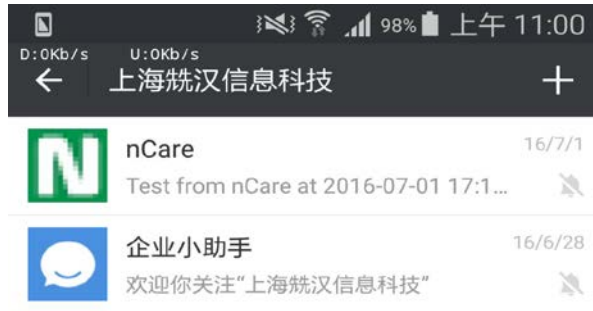 98% 上午 11:00
D:0Kb/s U:0Kb/s
上海兟汉信息科技
nCare
16/7/1
Test from nCare at 2016-07-01 17:1...
企业小助手
16/6/28
欢迎你关注“上海兟汉信息科技”